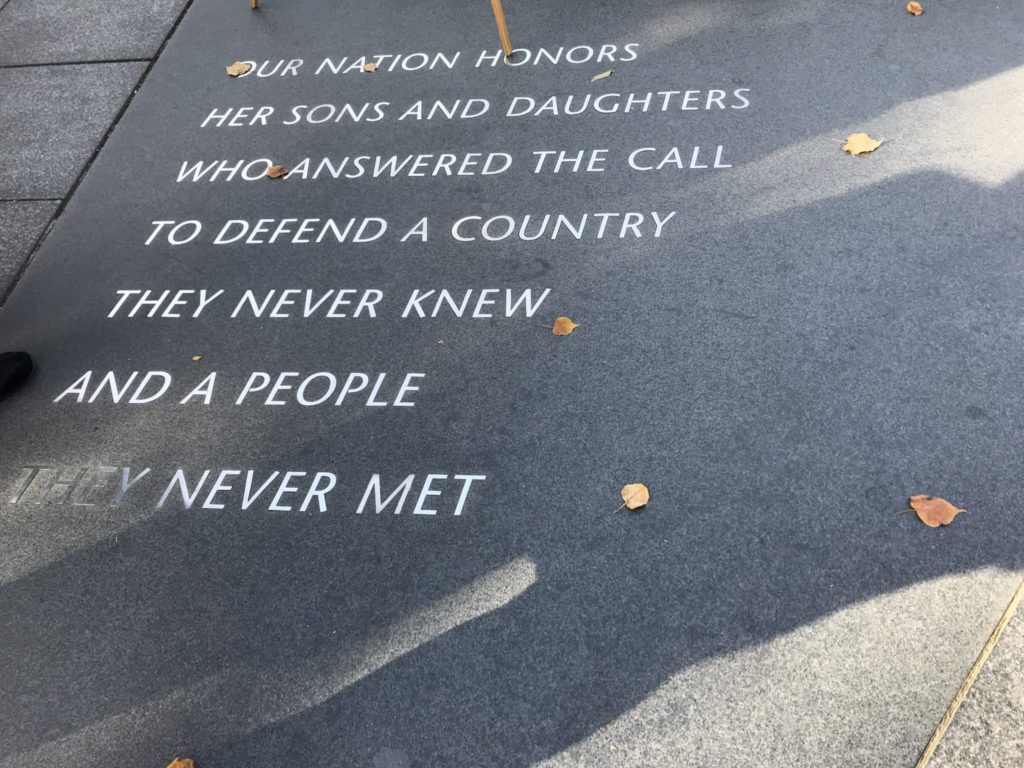 OUR NATION HONORS
HER SONS AND DAUGHTERS
WHO ANSWERED THE CALL
TO DEFEND A COUNTRY
THEY NEVER KNEW
AND A PEOPLE
THEY NEVER MET